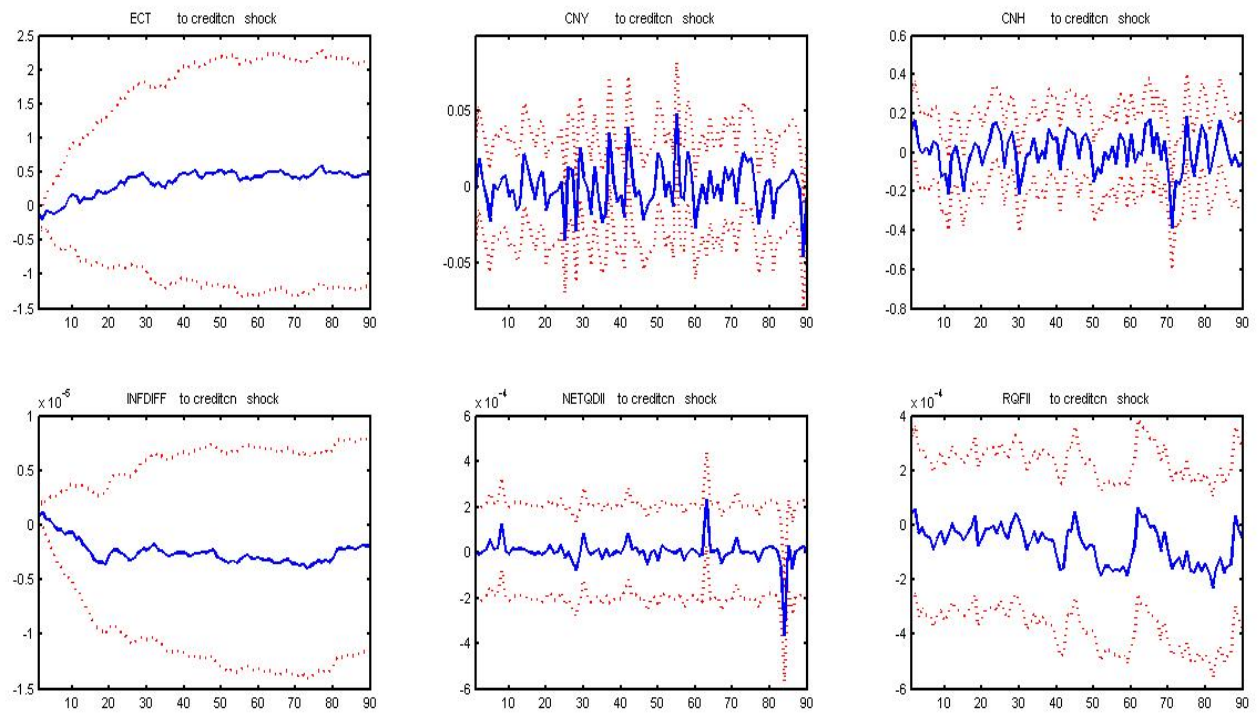 ECT to creditcn shock
2.5
2
1.5
1
0.5
0
-0.5
-1
-1.5
10 20 30 40 50 60 70 80 90
CNY to creditcn shock
0.05
0
-0.05
10 20 30 40 50 60 70 80 90
CNH to creditcn shock
0.6
0.4
0.2
0
-0.2
-0.4
-0.6
-0.8
10 20 30 40 50 60 70 80 90
x 10-5
INFDIFF to creditcn shock
1
0.5
0
-0.5
-1
-1.5
10 20 30 40 50 60 70 80 90
x 10-4
NETQDII to creditcn shock
6
4
2
0
-2
-4
-6
10 20 30 40 50 60 70 80 90
x 10-4
RQFII to creditcn shock
4
2
0
-2
-4
-6
10 20 30 40 50 60 70 80 90